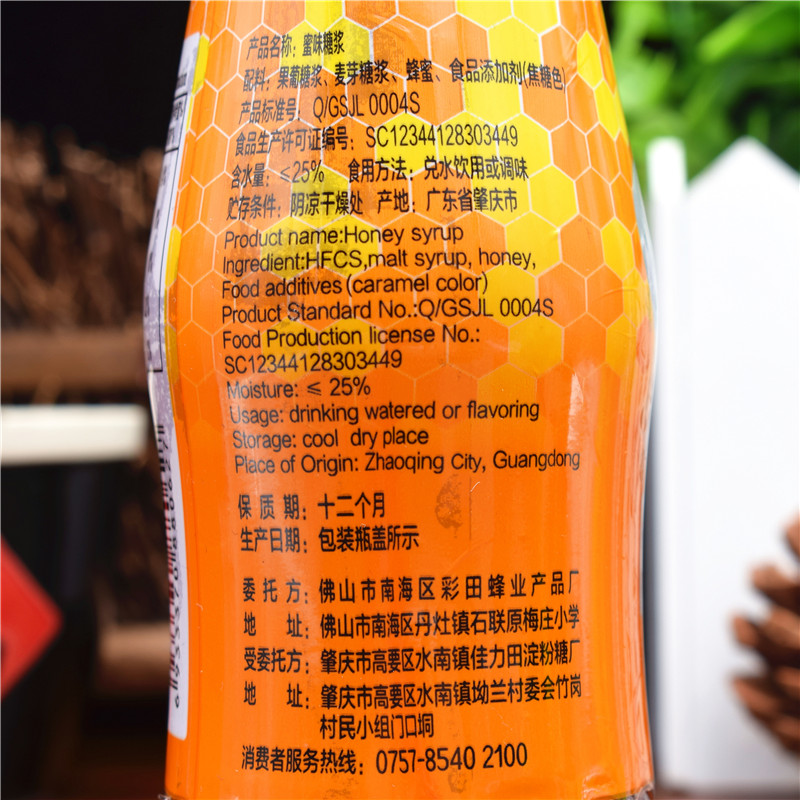 产品名称：蜜味糖浆
配料：果葡糖浆、麦芽糖浆、蜂蜜、食品添加剂(焦糖色)
产品标准号：Q/GSJL 0004S
食品生产许可证编号：SC12344128303449
含水量：≤25% 食用方法：兑水饮用或调味
贮存条件：阴凉干燥处 产地：广东省肇庆市
Product name:Honey syrup
Ingredient:HFCS,malt syrup, honey,
Food additives(caramel color)
Product Standard No.:Q/GSJL 0004S
Food Production license No.:
SC12344128303449
Moisture: ≤ 25%
Usage: drinking watered or flavoring
Storage: cool dry place
Place of Origin: Zhaoqing City, Guangdong
保 质 期：十二个月
生产日期：包装瓶盖所示
委 托 方：佛山市南海区彩田蜂业产品厂
地 址：佛山市南海区丹灶镇石联原梅庄小学
受委托方：肇庆市高要区水南镇佳力田淀粉糖厂
地 址：肇庆市高要区水南镇坳兰村委会竹岗
村民小组门口垌
消费者服务热线：0757-8540 2100